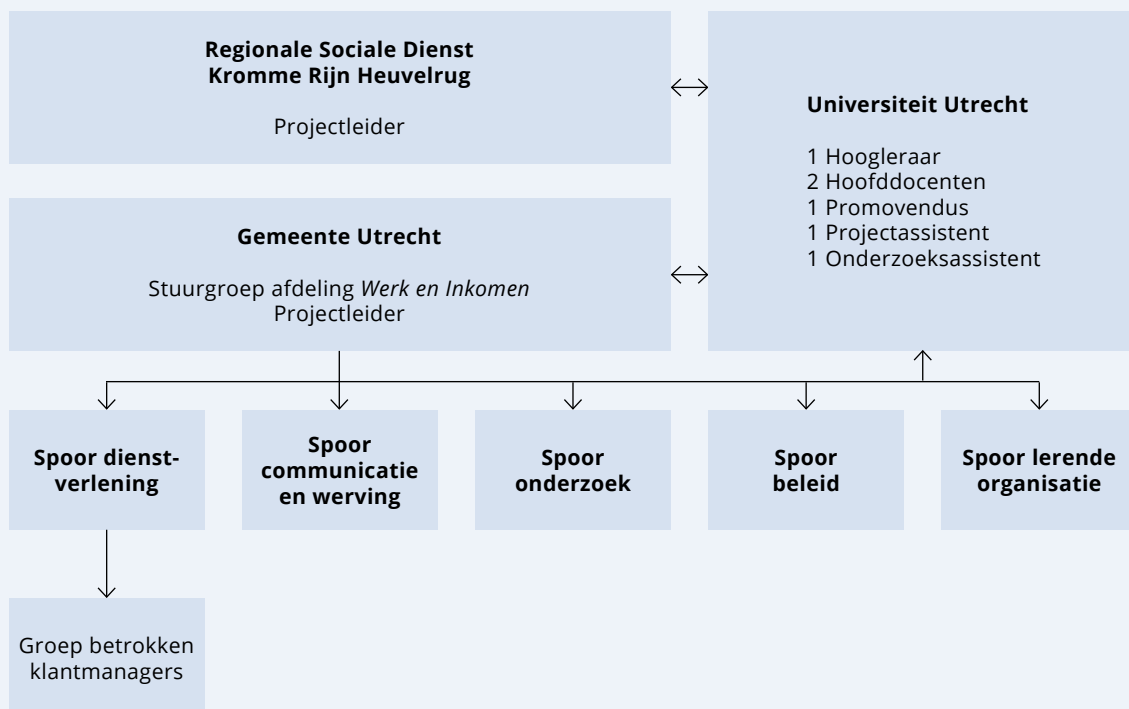 Regionale Sociale Dienst
Kromme Rijn Heuvelrug
Projectleider
Universiteit Utrecht
1 Hoogleraar
2 Hoofddocenten
1 Promovendus
1 Projectassistent
1 Onderzoeksassistent
Gemeente Utrecht
Stuurgroep afdeling Werk en Inkomen
Projectleider
Spoor dienst-
verlening
Spoor
communicatie
en werving
Spoor
onderzoek
Spoor
beleid
Spoor lerende
organisatie
Groep betrokken
klantmanagers